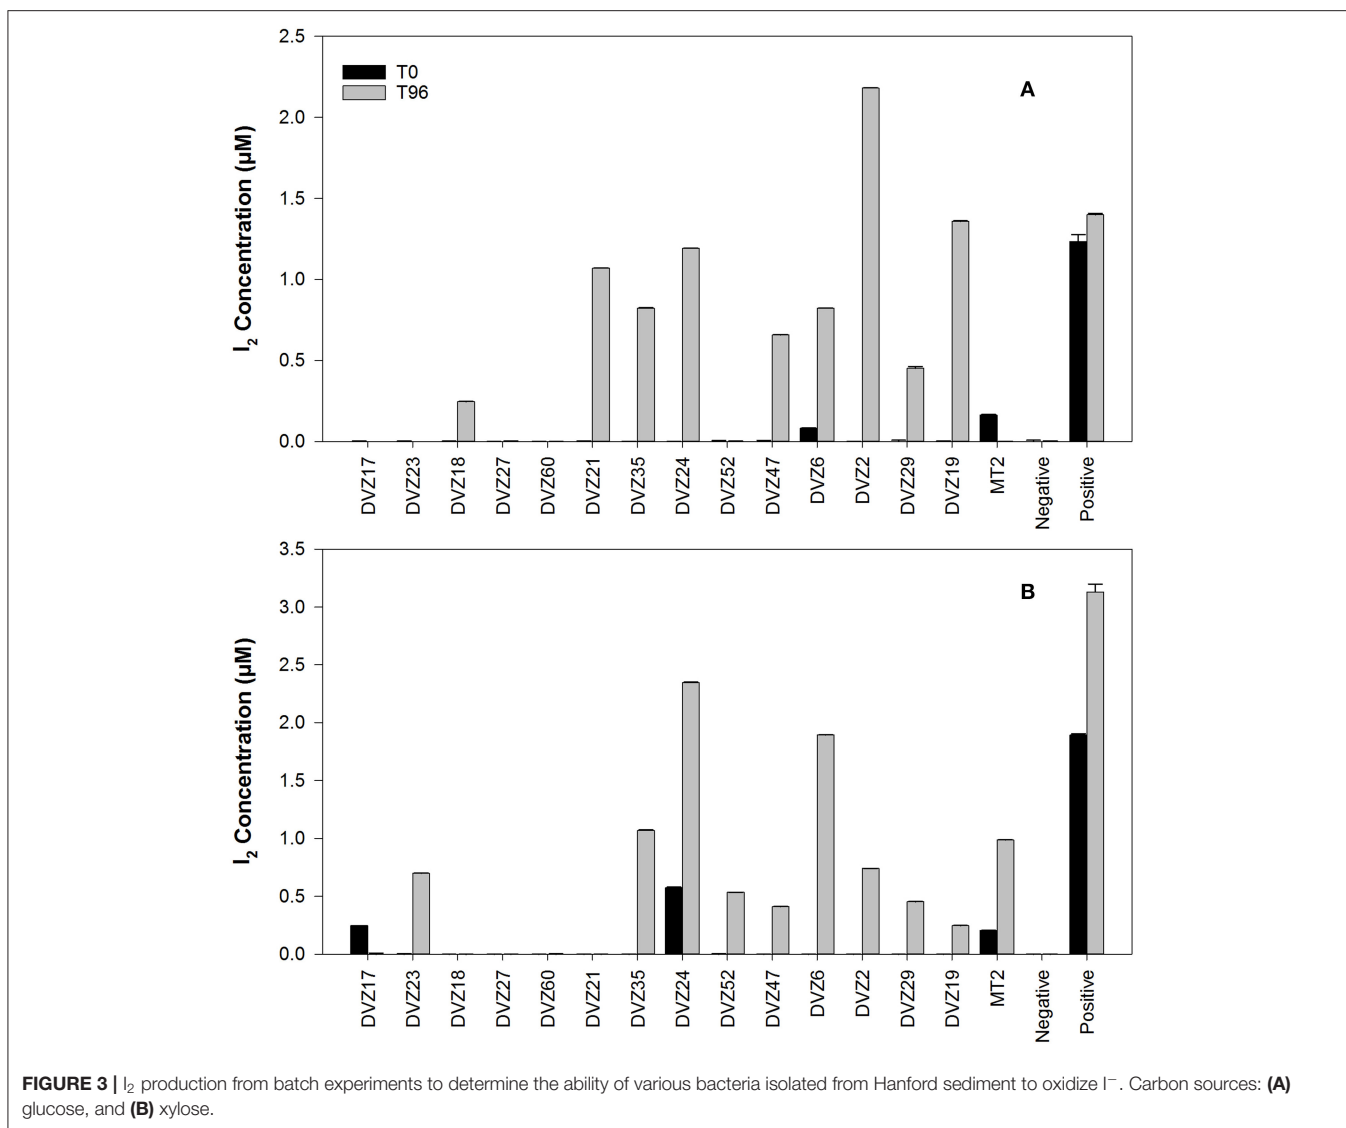 2.5
T0
T96
A
2.0
1.5
1.0
0.5
0.0
I₂ Concentration (µM)
DVZ17 DVZ23 DVZ18 DVZ27 DVZ60 DVZ21 DVZ35 DVZ24 DVZ52 DVZ47 DVZ6 DVZ2 DVZ29 DVZ19 MT2 Negative Positive
3.5
B
3.0
2.5
2.0
1.5
1.0
0.5
0.0
I₂ Concentration (µM)
DVZ17 DVZ23 DVZ18 DVZ27 DVZ60 DVZ21 DVZ35 DVZ24 DVZ52 DVZ47 DVZ6 DVZ2 DVZ29 DVZ19 MT2 Negative Positive
FIGURE 3 | I₂ production from batch experiments to determine the ability of various bacteria isolated from Hanford sediment to oxidize I⁻. Carbon sources: (A)
glucose, and (B) xylose.